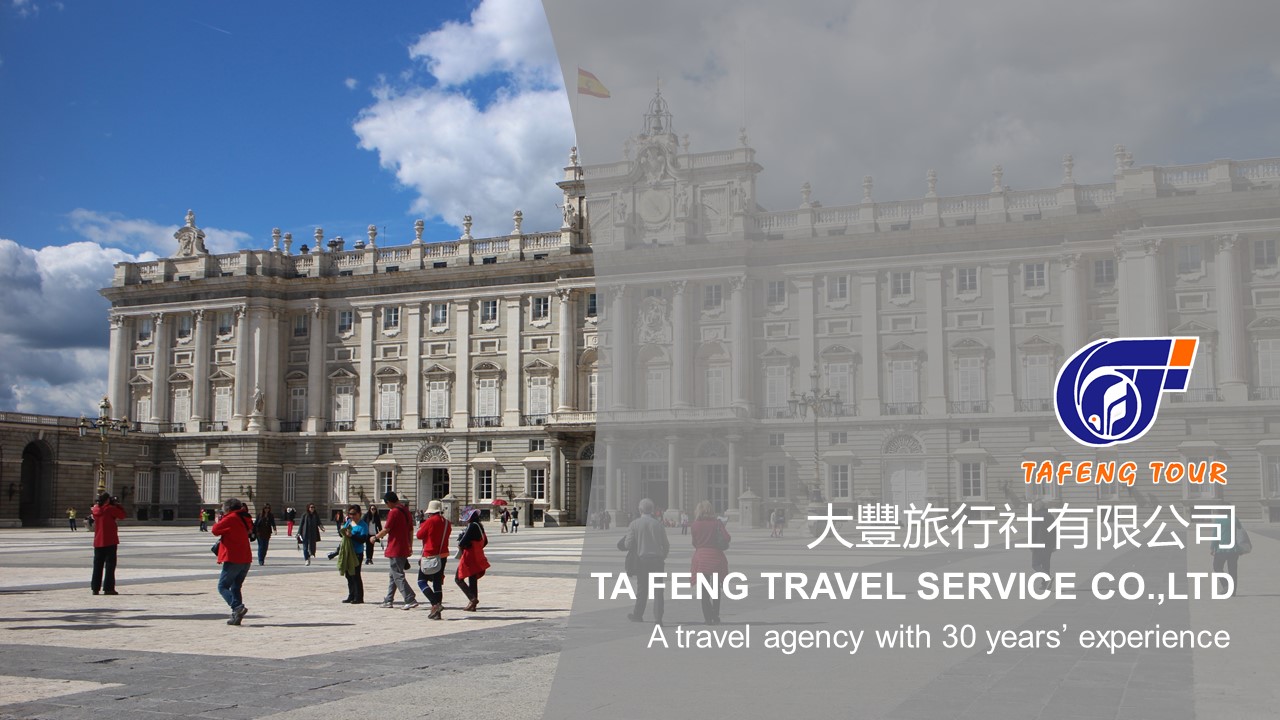 TAFENG TOUR
大豐旅行社有限公司
TA FENG TRAVEL SERVICE CO.,LTD
A travel agency with 30 years’ experience